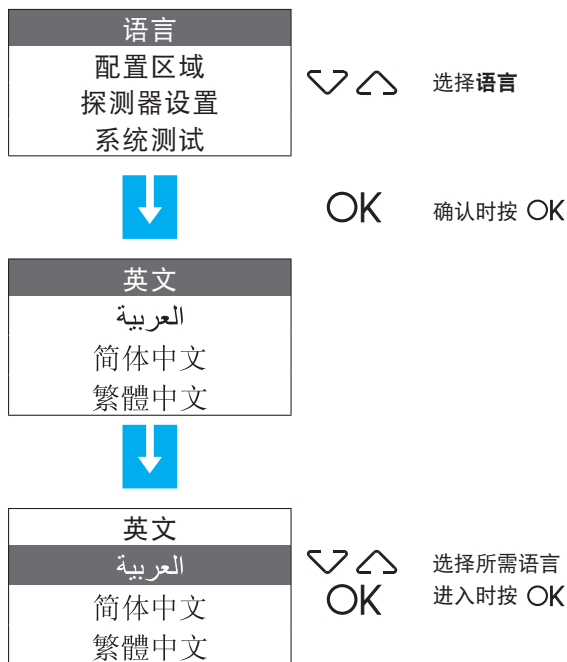 语言
配置区域
探测器设置
系统测试
选择语言
OK
确认时按 OK
英文
العربية
简体中文
繁體中文
英文
العربية
简体中文
繁體中文
选择所需语言
OK
进入时按 OK